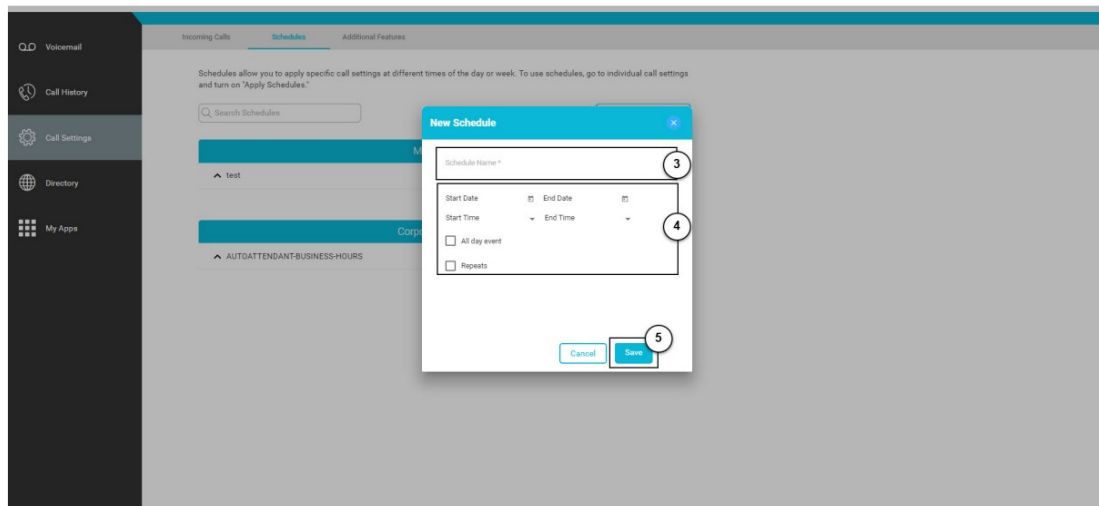 Voicemail
Call History
Call Settings
Directory
My Apps
Incoming Calls Schedules Additional Features
Schedules allow you to apply specific call settings at different times of the day or week. To use schedules, go to individual call settings
and turn on "Apply Schedules."
Search Schedules
M
test
Corpo
AUTOATTENDANT-BUSINESS-HOURS
New Schedule
Schedule Name *
3
Start Date End Date
Start Time End Time
4
All day event
Repeats
5
Cancel Save